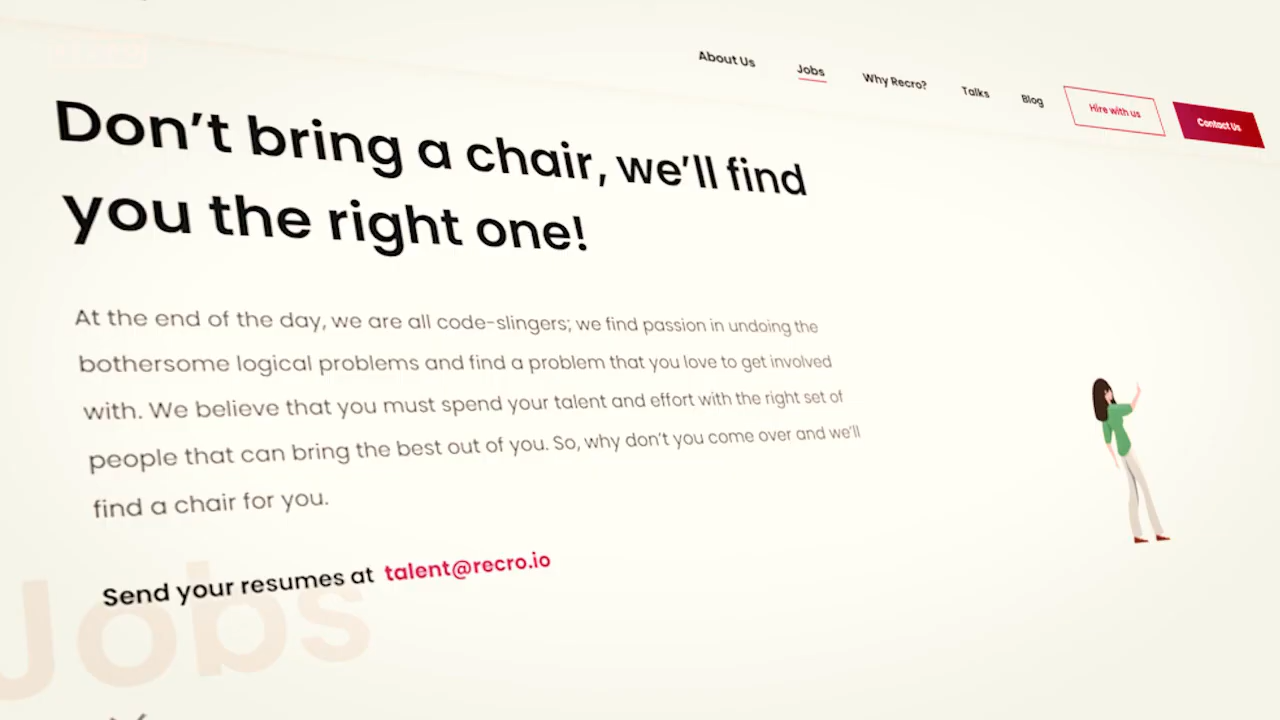 About Us
Jobs
Why Recro?
Talks
Blog
Hire with us
Contact Us
Don't bring a chair, we'll find
you the right one!
At the end of the day, we are all code-slingers; we find passion in undoing the
bothersome logical problems and find a problem that you love to get involved
with. We believe that you must spend your talent and effort with the right set of
people that can bring the best out of you. So, why don't you come over and we'll
find a chair for you.
Send your resumes at talent@recro.io
Jobs